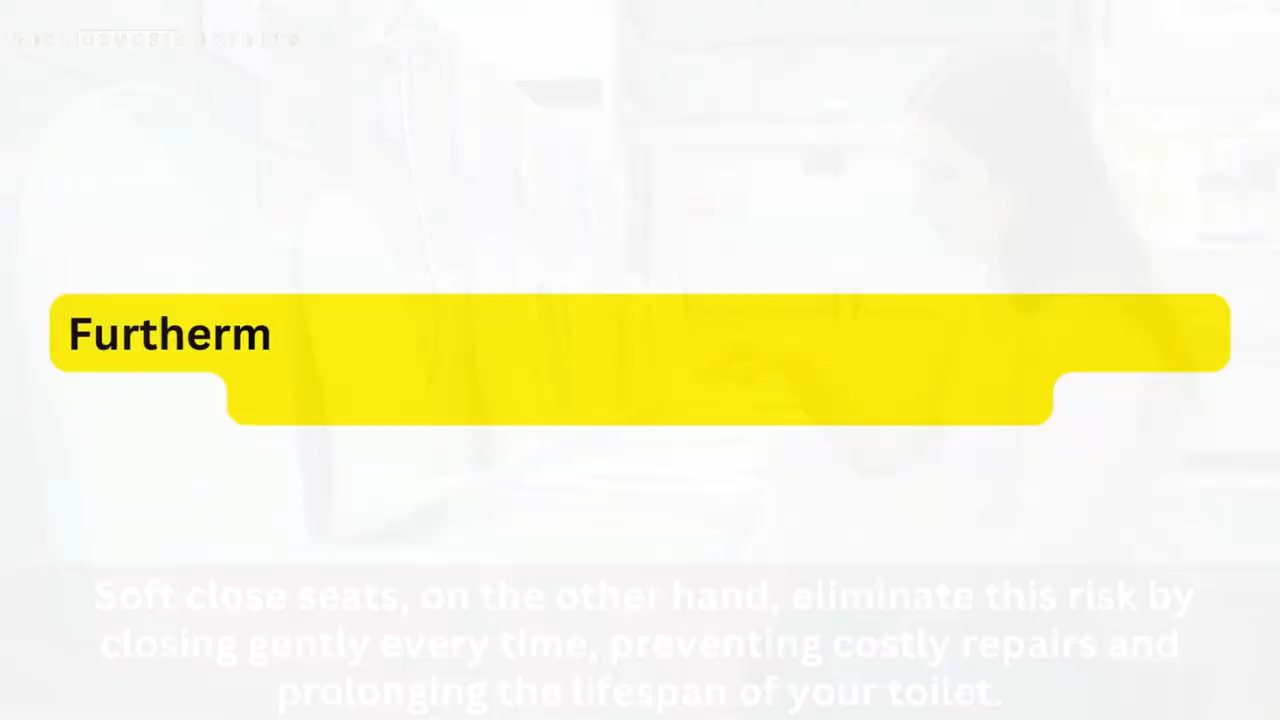 Furtherm
Soft close seats, on the other hand, eliminate this risk by
closing gently every time, preventing costly repairs and
prolonging the lifespan of your toilet.